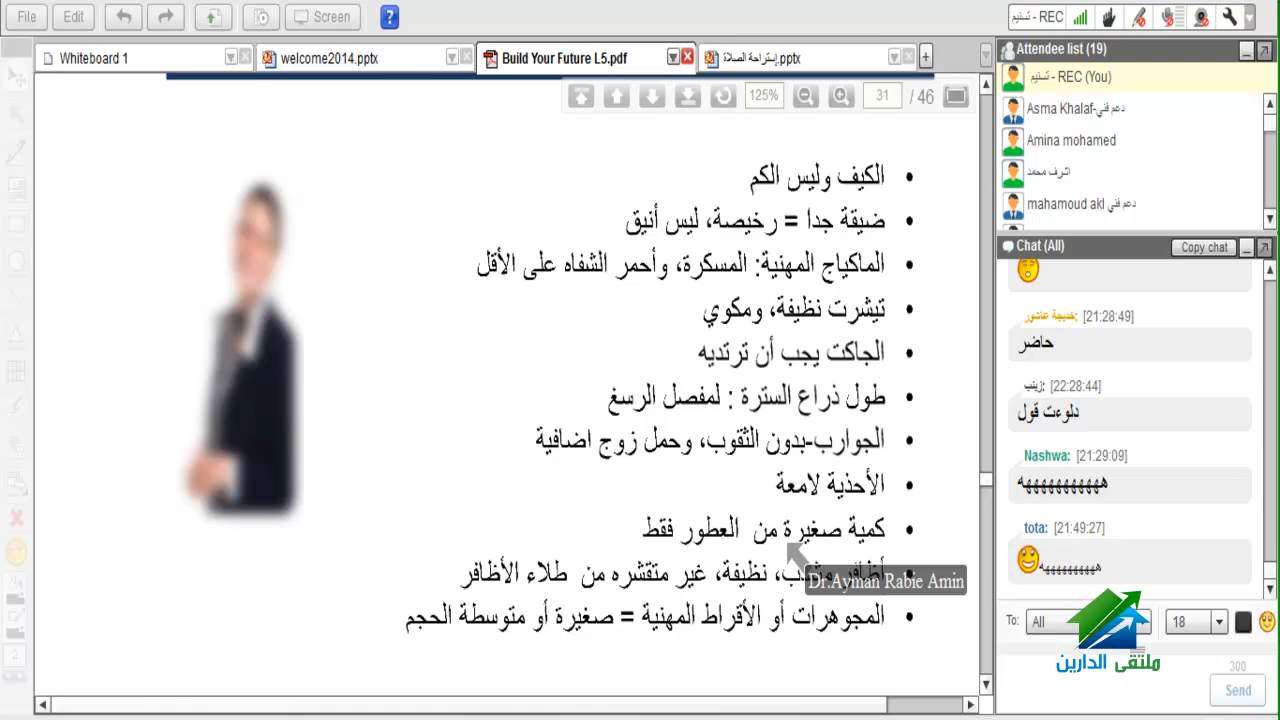 File
Edit
Screen
?
تسنيم - REC
Whiteboard 1
welcome2014.pptx
Build Your Future L5.pdf
إستراحة الصلاة.pptx
+
125%
31
/ 46
الكيف وليس الكم
ضيقة جدا = رخيصة، ليس أنيق
الماكياج المهنية: المسكرة، وأحمر الشفاه على الأقل
تيشرت نظيفة، ومكوي
الجاكت يجب أن ترتديه
طول ذراع السترة : لمفصل الرسغ
الجوارب-بدون الثقوب، وحمل زوج اضافية
الأحذية لامعة
كمية صغيرة من العطور فقط
أظافر نظيفة، غير متقشره من طلاء الأظافر
المجوهرات أو الأقراط المهنية = صغيرة أو متوسطة الحجم
Dr.Ayman Rabie Amin
Attendee list (19)
تسنيم - REC (You)
Asma Khalaf-دعم فني
Amina mohamed
اشرف محمد
mahamoud akl دعم فني
Chat (All)
Copy chat
خديجة عاشور: [21:28:49]
حاضر
زينب: [22:28:44]
دلوءت قول
Nashwa: [21:29:09]
هههههههههههه
tota: [21:49:27]
هههههههههه
To:
All
18
ملتقى الدارين
300
Send
2